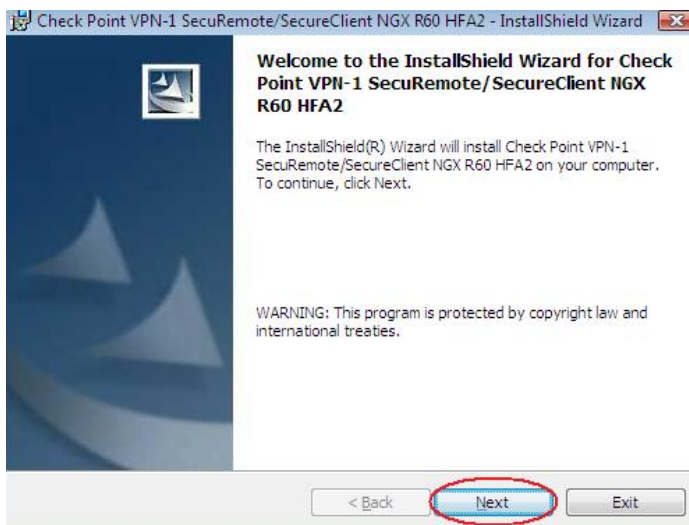 Check Point VPN-1 SecuRemote/SecureClient NGX R60 HFA2 - InstallShield Wizard
Welcome to the InstallShield Wizard for Check
Point VPN-1 SecuRemote/SecureClient NGX
R60 HFA2
The InstallShield(R) Wizard will install Check Point VPN-1
SecuRemote/SecureClient NGX R60 HFA2 on your computer.
To continue, click Next.
WARNING: This program is protected by copyright law and
international treaties.
< Back
Next
Exit